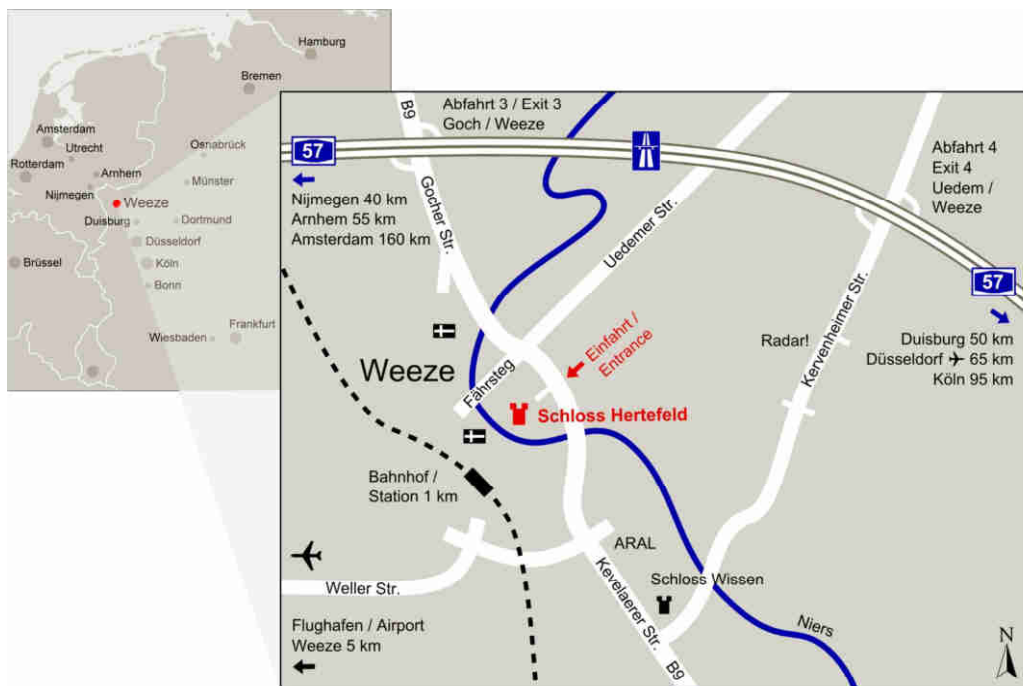 Hamburg
Bremen
Amsterdam
Utrecht
Osnabrück
Rotterdam
Arnhem
Nijmegen
Münster
Weeze
Duisburg
Dortmund
Düsseldorf
Brüssel
Köln
Bonn
Wiesbaden
Frankfurt
B9
Abfahrt 3 / Exit 3
Goch / Weeze
57
Nijmegen 40 km
Arnhem 55 km
Amsterdam 160 km
Gocher Str.
Uedemer Str.
Abfahrt 4
Exit 4
Uedem /
Weeze
57
Duisburg 50 km
Düsseldorf 65 km
Köln 95 km
Radar!
Kervenheimer Str.
Einfahrt /
Entrance
Weeze
Fährsteg
Schloss Hertefeld
Bahnhof /
Station 1 km
ARAL
Schloss Wissen
Weller Str.
Kevelaerer Str.
Niers
Flughafen / Airport
Weeze 5 km
B9
N